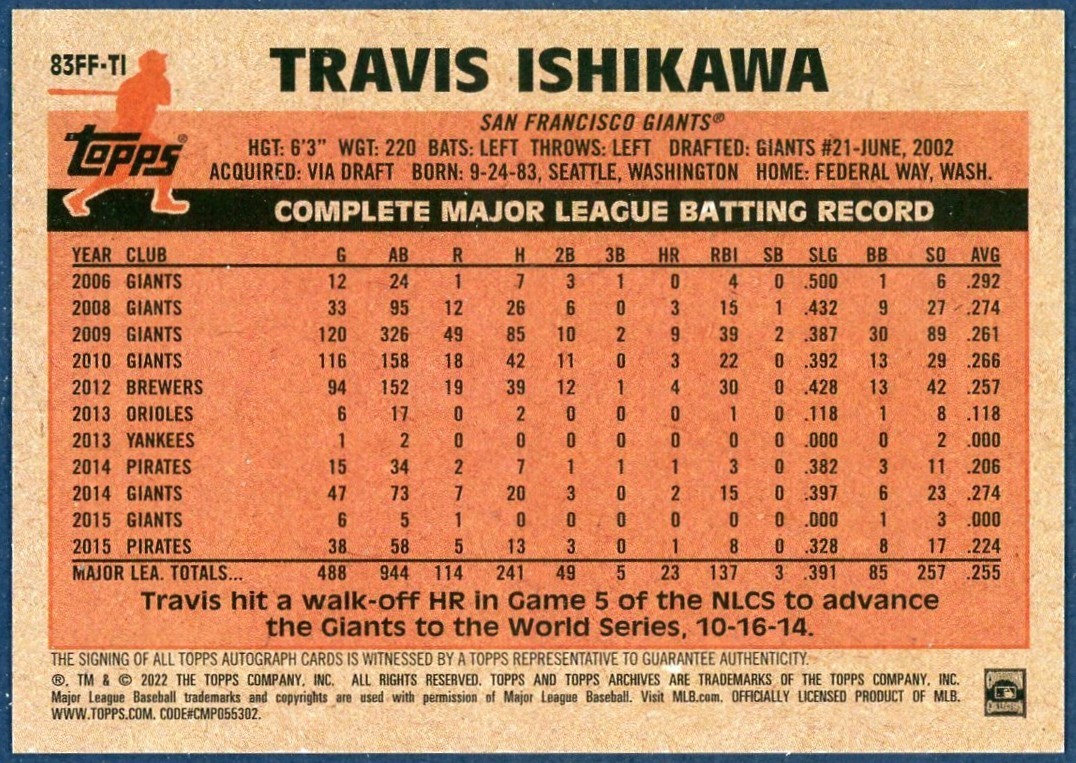 83FF-TI
TRAVIS ISHIKAWA
Topps®
SAN FRANCISCO GIANTS®
HGT: 6'3" WGT: 220 BATS: LEFT THROWS: LEFT DRAFTED: GIANTS #21-JUNE, 2002
ACQUIRED: VIA DRAFT BORN: 9-24-83, SEATTLE, WASHINGTON HOME: FEDERAL WAY, WASH.
COMPLETE MAJOR LEAGUE BATTING RECORD
YEAR CLUB G AB R H 2B 3B HR RBI SB SLG BB SO AVG
2006 GIANTS 12 24 1 7 3 1 0 4 0 .500 1 6 .292
2008 GIANTS 33 95 12 26 6 0 3 15 1 .432 9 27 .274
2009 GIANTS 120 326 49 85 10 2 9 39 2 .387 30 89 .261
2010 GIANTS 116 158 18 42 11 0 3 22 0 .392 13 29 .266
2012 BREWERS 94 152 19 39 12 1 4 30 0 .428 13 42 .257
2013 ORIOLES 6 17 0 2 0 0 0 1 0 .118 1 8 .118
2013 YANKEES 1 2 0 0 0 0 0 0 0 .000 0 2 .000
2014 PIRATES 15 34 2 7 1 1 1 3 0 .382 3 11 .206
2014 GIANTS 47 73 7 20 3 0 2 15 0 .397 6 23 .274
2015 GIANTS 6 5 1 0 0 0 0 0 0 .000 1 3 .000
2015 PIRATES 38 58 5 13 3 0 1 8 0 .328 8 17 .224
MAJOR LEA. TOTALS... 488 944 114 241 49 5 23 137 3 .391 85 257 .255
Travis hit a walk-off HR in Game 5 of the NLCS to advance
the Giants to the World Series, 10-16-14.
THE SIGNING OF ALL TOPPS AUTOGRAPH CARDS IS WITNESSED BY A TOPPS REPRESENTATIVE TO GUARANTEE AUTHENTICITY.
®, TM & © 2022 THE TOPPS COMPANY, INC. ALL RIGHTS RESERVED. TOPPS AND TOPPS ARCHIVES ARE TRADEMARKS OF THE TOPPS COMPANY, INC.
Major League Baseball trademarks and copyrights are used with permission of Major League Baseball. Visit MLB.com. OFFICIALLY LICENSED PRODUCT OF MLB.
WWW.TOPPS.COM. CODE#CMP055302.